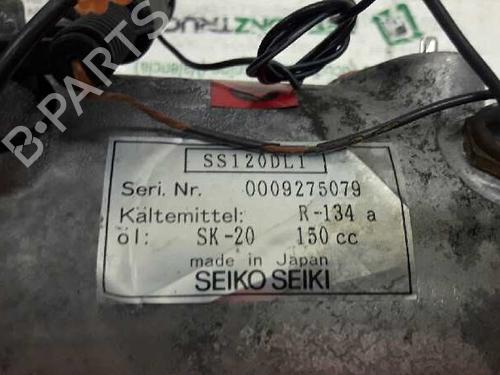 SS120DL1
Seri. Nr. 0009275079
Kältemittel: R-134 a
öl: SK-20 150 cc
made in Japan
SEIKO SEIKI
B-PARTS